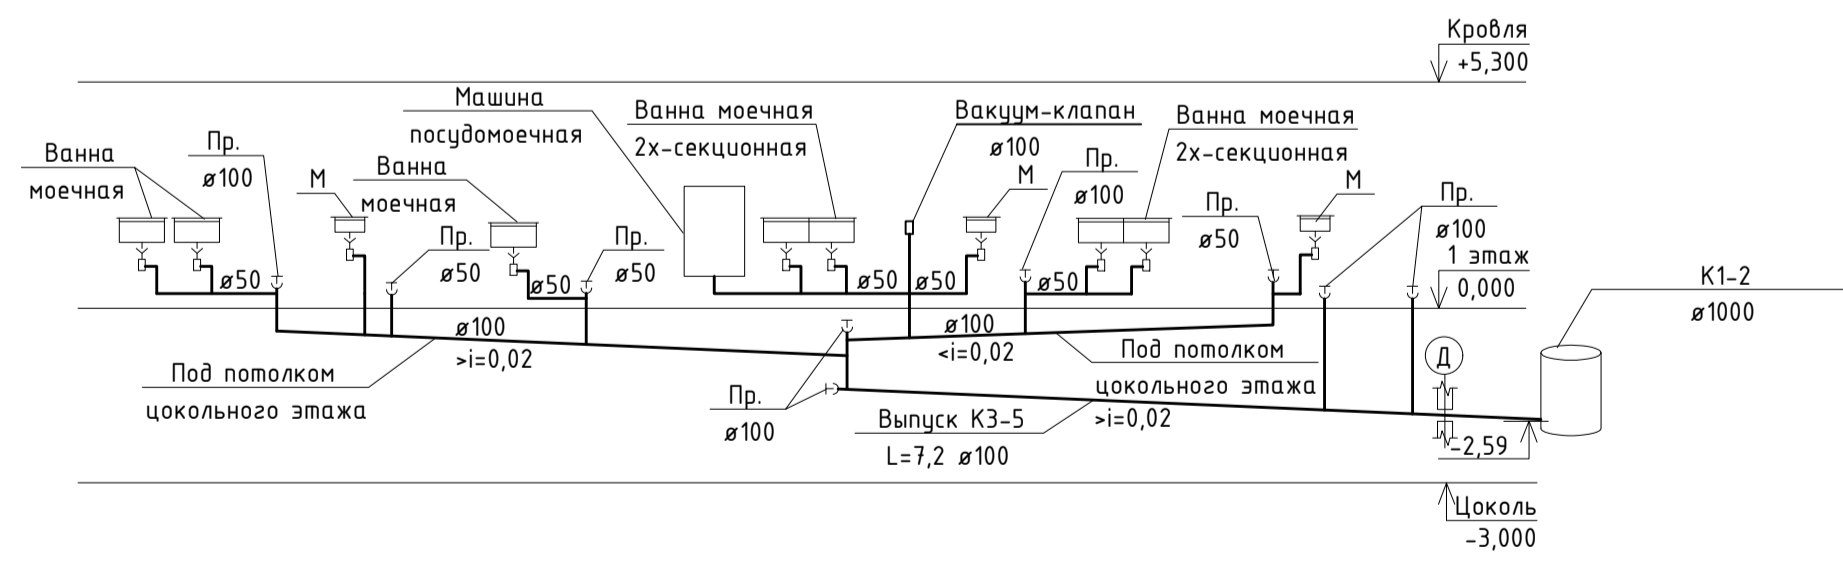 Кровля
+5,300
Машина
посудомоечная
Ванна моечная
2х-секционная
Вакуум-клапан
ø100
Ванна моечная
2х-секционная
Ванна
моечная
Пр.
ø100
М
Ванна
моечная
М
Пр.
ø100
М
Пр.
ø50
Пр.
ø100
Пр.
ø50
Пр.
ø50
1 этаж
0,000
ø50
ø50
ø50
ø50
ø50
К1-2
ø1000
ø100
>i=0,02
ø100
<i=0,02
Под потолком
цокольного этажа
Под потолком
цокольного этажа
Д
Пр.
ø100
Выпуск К3-5
L=7,2 ø100
>i=0,02
-2,59
Цоколь
-3,000